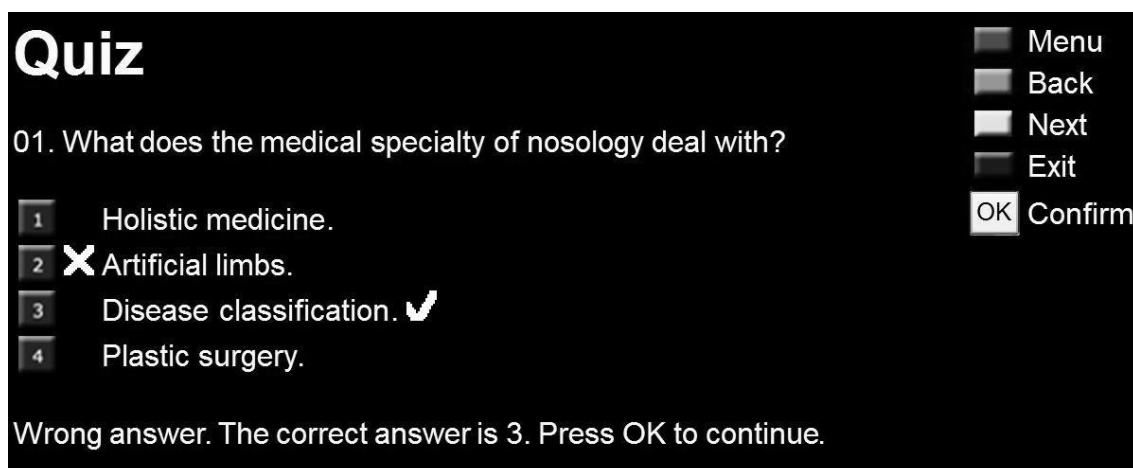 Quiz
01. What does the medical specialty of nosology deal with?
1 Holistic medicine.
2 Artificial limbs.
3 Disease classification.
4 Plastic surgery.
Wrong answer. The correct answer is 3. Press OK to continue.
Menu
Back
Next
Exit
OK Confirm